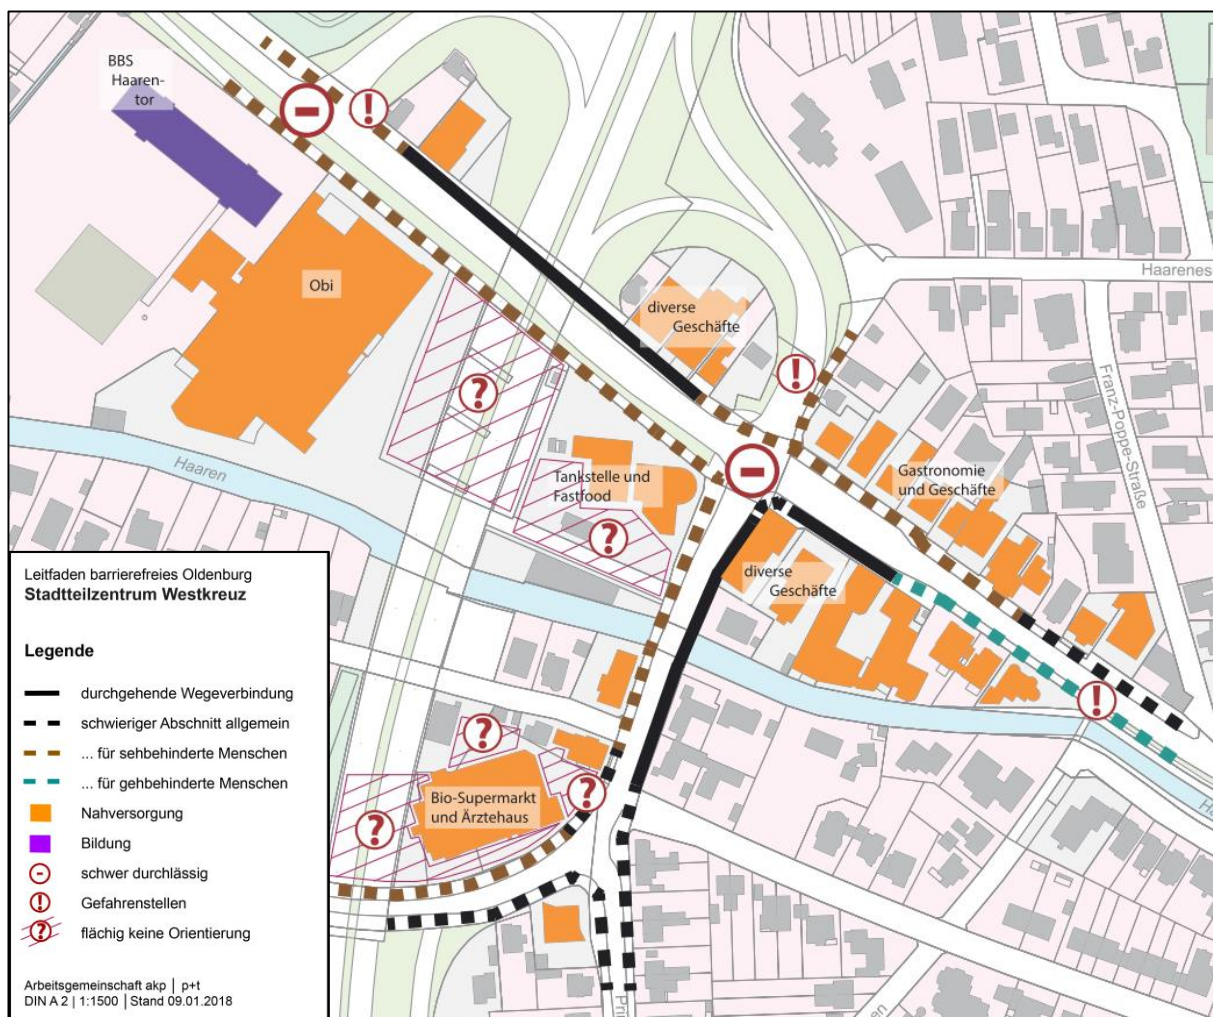 BBS
Haaren-
tor
Obi
diverse
Geschäfte
Haarenes
Franz-Poppe-Straße
Haaren
Tankstelle und
Fastfood
Gastronomie
und Geschäfte
diverse
Geschäfte
Bio-Supermarkt
und Ärztehaus
Leitfaden barrierefreies Oldenburg
Stadtteilzentrum Westkreuz
Legende
durchgehende Wegeverbindung
schwieriger Abschnitt allgemein
... für sehbehinderte Menschen
... für gehbehinderte Menschen
Nahversorgung
Bildung
schwer durchlässig
Gefahrenstellen
flächig keine Orientierung
Arbeitsgemeinschaft akp | p+t
DIN A 2 | 1:1500 | Stand 09.01.2018